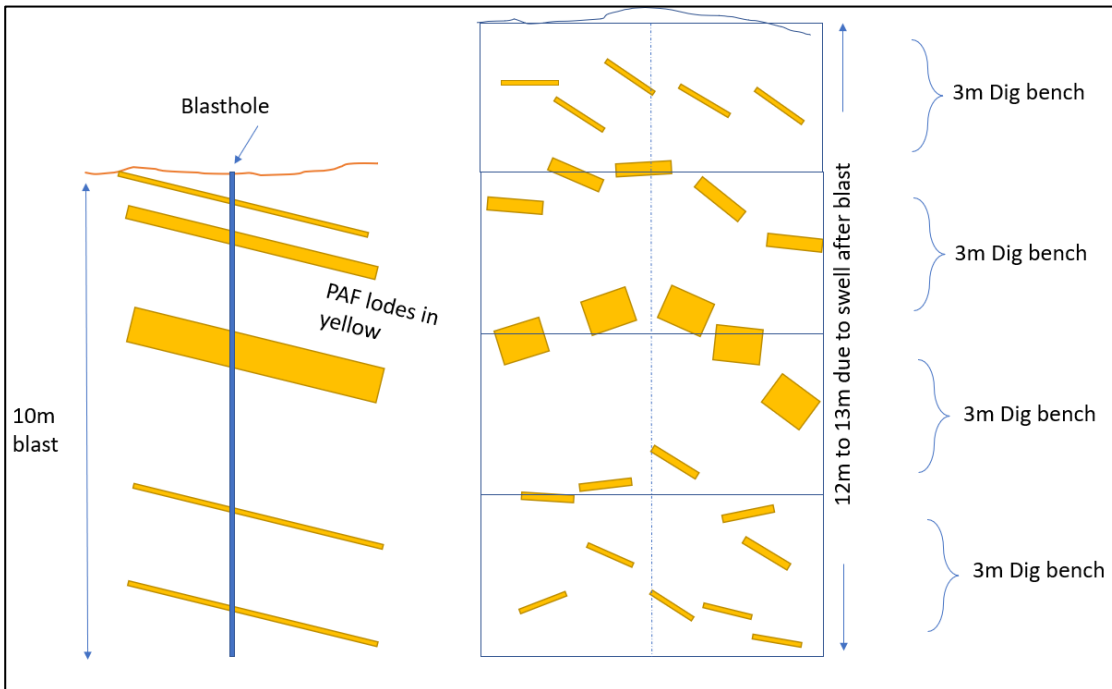 Blasthole
PAF lodes in
yellow
10m
blast
12m to 13m due to swell after blast
3m Dig bench
3m Dig bench
3m Dig bench
3m Dig bench